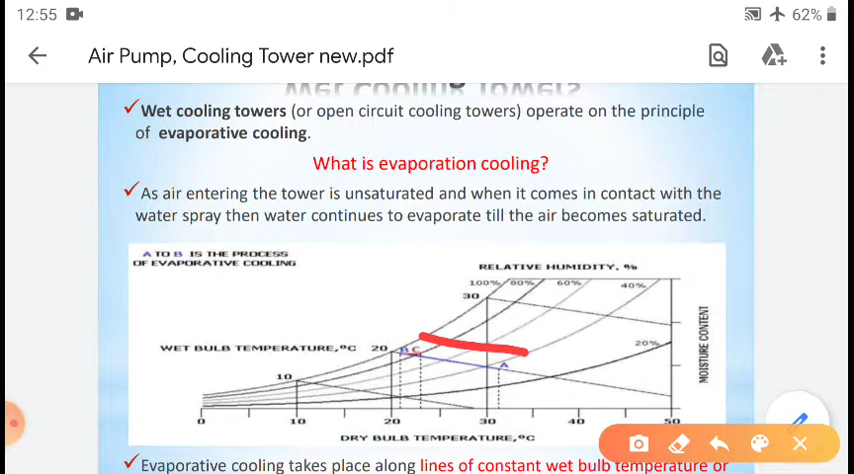 12:55
62%
Air Pump, Cooling Tower new.pdf
Wet Cooling Tower?
Wet cooling towers (or open circuit cooling towers) operate on the principle
of evaporative cooling.
What is evaporation cooling?
As air entering the tower is unsaturated and when it comes in contact with the
water spray then water continues to evaporate till the air becomes saturated.
A TO B IS THE PROCESS
OF EVAPORATIVE COOLING
RELATIVE HUMIDITY, %
100% 80% 60% 40%
30
20%
MOISTURE CONTENT
WET BULB TEMPERATURE,°C 20 B C
A
10
0 10 20 30 40 50
DRY BULB TEMPERATURE,°C
Evaporative cooling takes place along lines of constant wet bulb temperature or